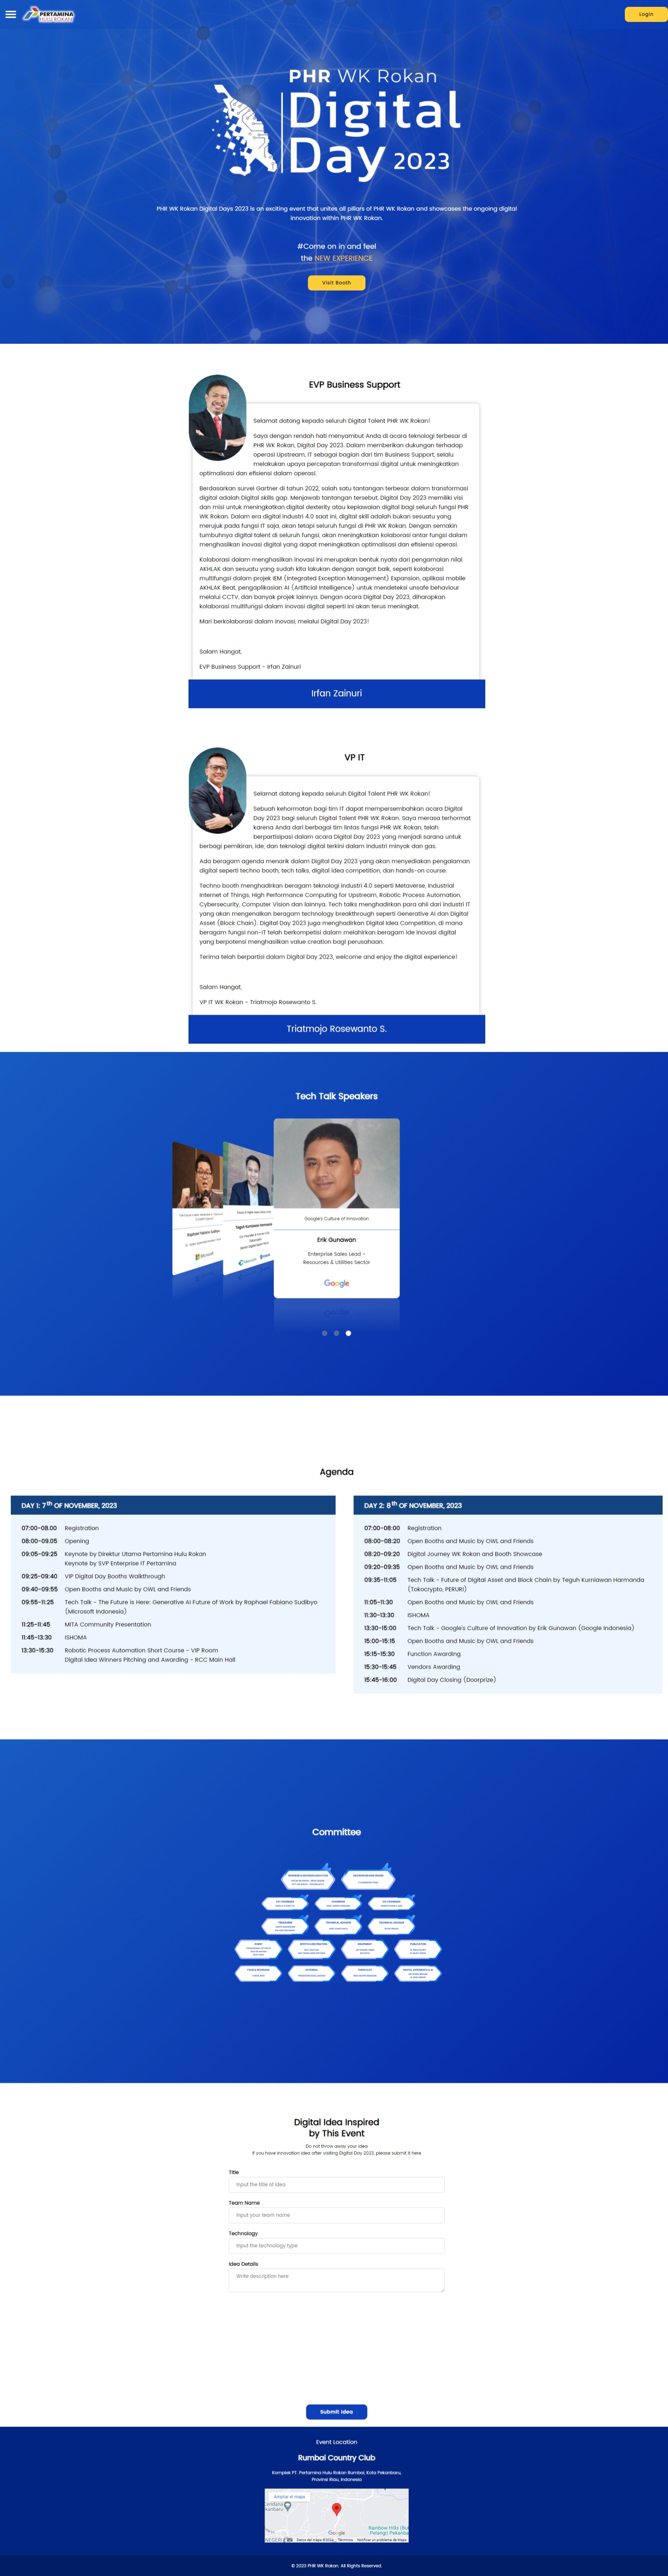 PERTAMINA
HULU ROKAN
Login
PHR WK Rokan
Digital
Day 2023
PHR WK Rokan Digital Days 2023 is an exciting event that unites all pillars of PHR WK Rokan and showcases the ongoing digital
innovation within PHR WK Rokan.
#Come on in and feel
the NEW EXPERIENCE
Visit Booth
EVP Business Support
Selamat datang kepada seluruh Digital Talent PHR WK Rokan!
Saya dengan rendah hati menyambut Anda di acara teknologi terbesar di
PHR WK Rokan, Digital Day 2023. Dalam memberikan dukungan terhadap
operasi Upstream, IT sebagai bagian dari tim Business Support, selalu
melakukan upaya percepatan transformasi digital untuk meningkatkan
optimalisasi dan efisiensi dalam operasi.
Berdasarkan survei Gartner di tahun 2022, salah satu tantangan terbesar dalam transformasi
digital adalah Digital skills gap. Menjawab tantangan tersebut, Digital Day 2023 memiliki visi
dan misi untuk meningkatkan digital dexterity atau kepiawaian digital bagi seluruh fungsi PHR
WK Rokan. Dalam era digital industri 4.0 saat ini, digital skill adalah bukan sesuatu yang
merujuk pada fungsi IT saja, akan tetapi seluruh fungsi di PHR WK Rokan. Dengan semakin
tumbuhnya digital talent di seluruh fungsi, akan meningkatkan kolaborasi antar fungsi dalam
menghasilkan inovasi digital yang dapat meningkatkan optimalisasi dan efisiensi operasi.
Kolaborasi dalam menghasilkan inovasi ini merupakan bentuk nyata dari pengamalan nilai
AKHLAK dan sesuatu yang sudah kita lakukan dengan sangat baik, seperti kolaborasi
multifungsi dalam projek IEM (Integrated Exception Management) Expansion, aplikasi mobile
AKHLAK Beat, pengaplikasian AI (Artificial Intelligence) untuk mendeteksi unsafe behaviour
melalui CCTV, dan banyak projek lainnya. Dengan acara Digital Day 2023, diharapkan
kolaborasi multifungsi dalam inovasi digital seperti ini akan terus meningkat.
Mari berkolaborasi dalam inovasi, melalui Digital Day 2023!
Salam Hangat,
EVP Business Support - Irfan Zainuri
Irfan Zainuri
VP IT
Selamat datang kepada seluruh Digital Talent PHR WK Rokan!
Sebuah kehormatan bagi tim IT dapat mempersembahkan acara Digital
Day 2023 bagi seluruh Digital Talent PHR WK Rokan. Saya merasa terhormat
karena Anda dari berbagai tim lintas fungsi PHR WK Rokan, telah
berpartisipasi dalam acara Digital Day 2023 yang menjadi sarana untuk
berbagi pemikiran, ide, dan teknologi digital terkini dalam industri minyak dan gas.
Ada beragam agenda menarik dalam Digital Day 2023 yang akan menyediakan pengalaman
digital seperti techno booth, tech talks, digital idea competition, dan hands-on course.
Techno booth menghadirkan beragam teknologi industri 4.0 seperti Metaverse, Industrial
Internet of Things, High Performance Computing for Upstream, Robotic Process Automation,
Cybersecurity, Computer Vision dan lainnya. Tech talks menghadirkan para ahli dari industri IT
yang akan mengenalkan beragam technology breakthrough seperti Generative AI dan Digital
Asset (Block Chain). Digital Day 2023 juga menghadirkan Digital Idea Competition, di mana
beragam fungsi non-IT telah berkompetisi dalam melahirkan beragam ide inovasi digital
yang berpotensi menghasilkan value creation bagi perusahaan.
Terima telah berpartisi dalam Digital Day 2023, welcome and enjoy the digital experience!
Salam Hangat,
VP IT WK Rokan - Triatmojo Rosewanto S.
Triatmojo Rosewanto S.
Tech Talk Speakers
Google's Culture of Innovation
Erik Gunawan
Enterprise Sales Lead -
Resources & Utilities Sector
Google
Microsoft
Agenda
DAY 1: 7th OF NOVEMBER, 2023
07:00-08.00 Registration
08:00-09.05 Opening
09:05-09:25 Keynote by Direktur Utama Pertamina Hulu Rokan
Keynote by SVP Enterprise IT Pertamina
09:25-09:40 VIP Digital Day Booths Walkthrough
09:40-09:55 Open Booths and Music by OWL and Friends
09:55-11:25 Tech Talk - The Future Is Here: Generative AI Future of Work by Raphael Fabiano Sudibyo
(Microsoft Indonesia)
11:25-11:45 MITA Community Presentation
11:45-13:30 ISHOMA
13:30-15:30 Robotic Process Automation Short Course - VIP Room
Digital Idea Winners Pitching and Awarding - RCC Main Hall
DAY 2: 8th OF NOVEMBER, 2023
07:00-08:00 Registration
08:00-08:20 Open Booths and Music by OWL and Friends
08:20-09:20 Digital Journey WK Rokan and Booth Showcase
09:20-09:35 Open Booths and Music by OWL and Friends
09:35-11:05 Tech Talk - Future of Digital Asset and Block Chain by Teguh Kurniawan Harmanda
(Tokocrypto, PERURI)
11:05-11:30 Open Booths and Music by OWL and Friends
11:30-13:30 ISHOMA
13:30-15:00 Tech Talk - Google's Culture of Innovation by Erik Gunawan (Google Indonesia)
15:00-15:15 Open Booths and Music by OWL and Friends
15:15-15:30 Function Awarding
15:30-15:45 Vendors Awarding
15:45-16:00 Digital Day Closing (Doorprize)
Committee
Digital Idea Inspired
by This Event
Do not throw away your idea
If you have innovation idea after visiting Digital Day 2023, please submit it here
Title
Input the title of idea
Team Name
Input your team name
Technology
Input the technology type
Idea Details
Write description here
Submit Idea
Event Location
Rumbai Country Club
Komplek PT. Pertamina Hulu Rokan Rumbai, Kota Pekanbaru,
Provinsi Riau, Indonesia
Ampliar el mapa
Rainbow Hills (Bu
Pelangi) Pekanba
Google
Datos del mapa ©2024 Términos Notificar un problema de Maps
© 2023 PHR WK Rokan. All Rights Reserved.